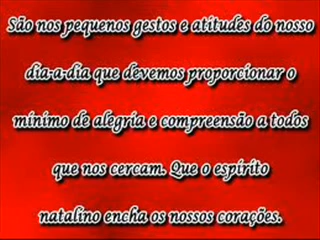 São nos pequenos gestos e atitudes do nosso
dia-a-dia que devemos proporcionar o
mínimo de alegria e compreensão a todos
que nos cercam. Que o espírito
natalino encha os nossos corações.